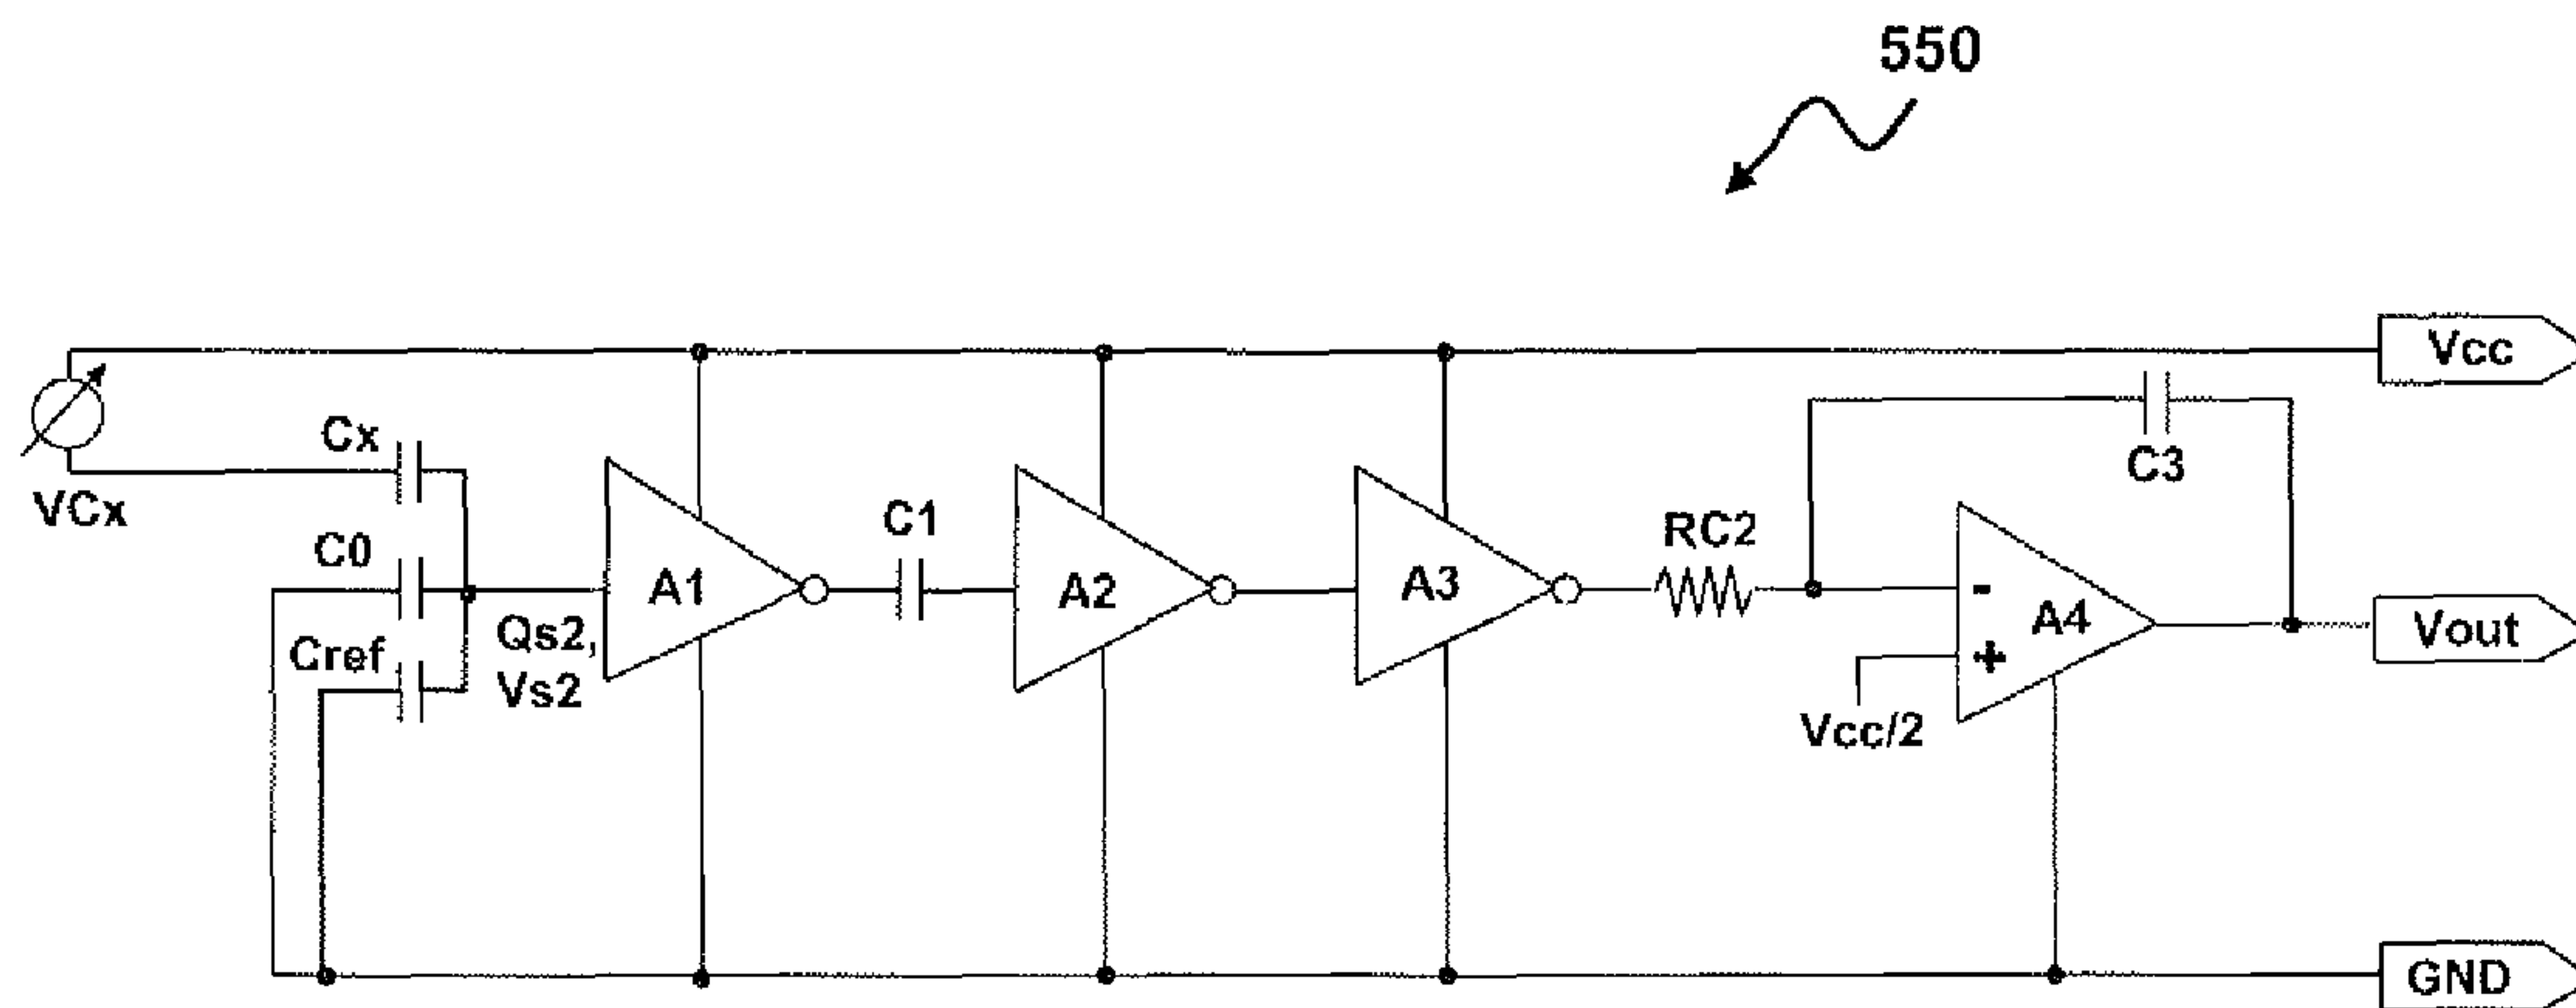 550
Vcc
Cx
VCx
C3
C1
RC2
C0
A1
A2
A3
-
A4
Vout
Qs2,
Vs2
Cref
+
Vcc/2
GND